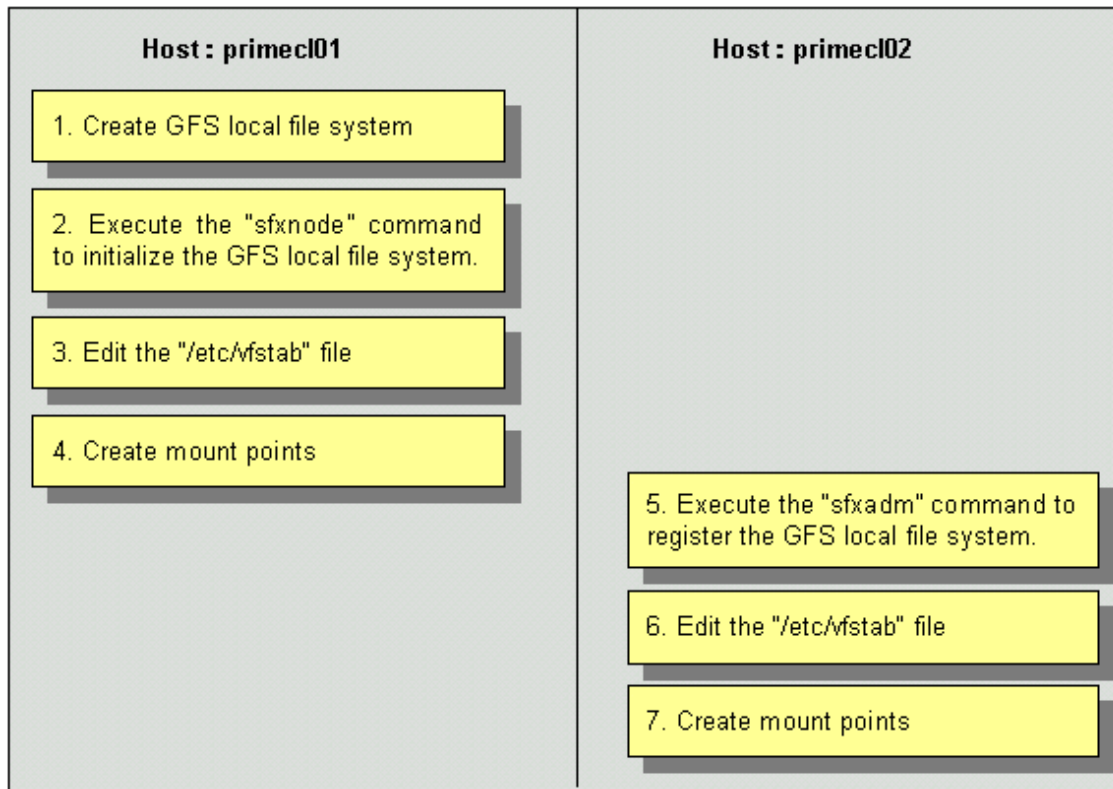 Host : primecl01
1. Create GFS local file system
2. Execute the "sfxnode" command
to initialize the GFS local file system.
3. Edit the "/etc/vfstab" file
4. Create mount points
Host : primecl02
5. Execute the "sfxadm" command to
register the GFS local file system.
6. Edit the "/etc/vfstab" file
7. Create mount points